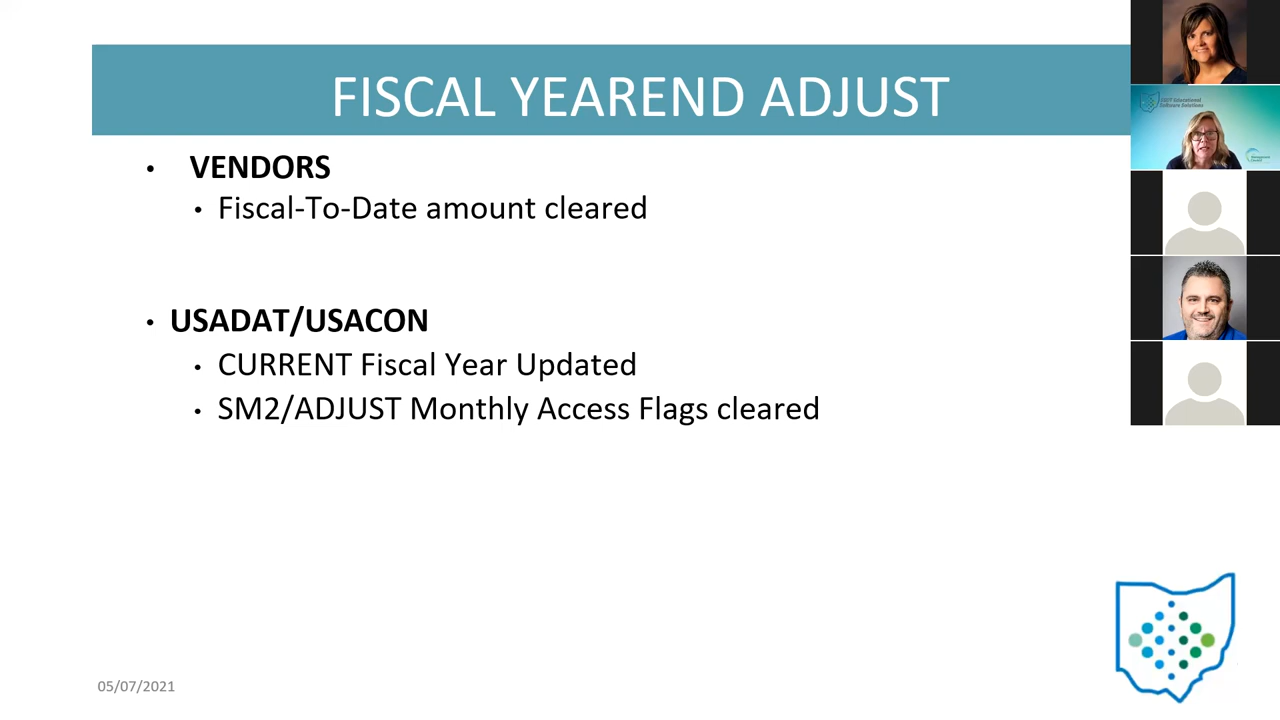 FISCAL YEAREND ADJUST
• VENDORS
• Fiscal-To-Date amount cleared
• USADAT/USACON
• CURRENT Fiscal Year Updated
• SM2/ADJUST Monthly Access Flags cleared
05/07/2021